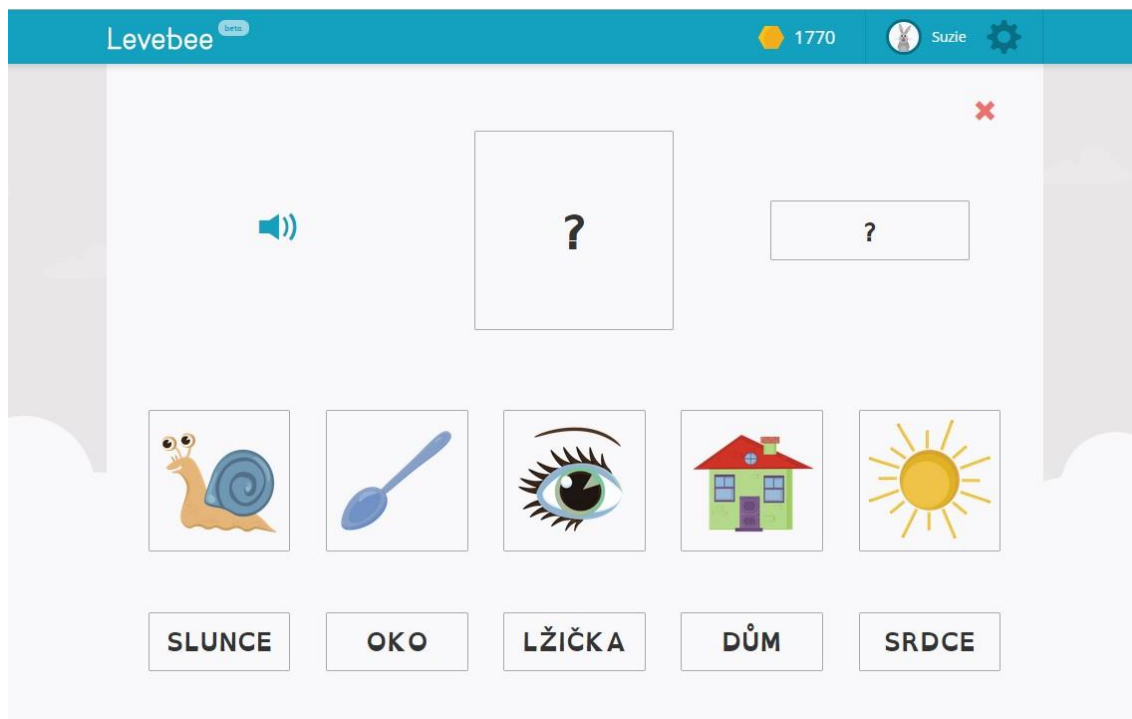 Levebee beta
1770
Suzie
?
?
SLUNCE OKO LŽIČKA DŮM SRDCE